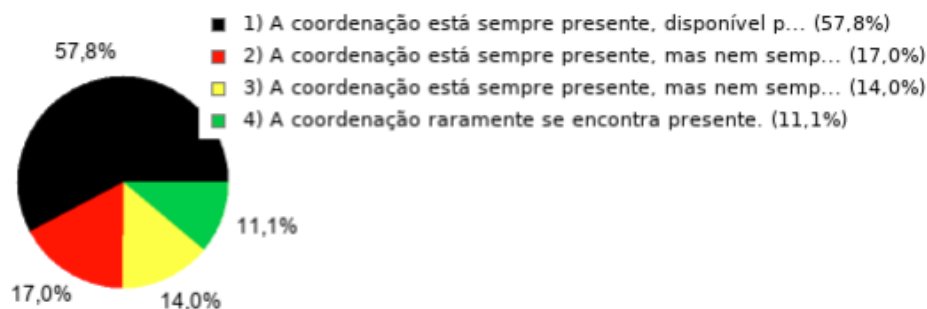 1) A coordenação está sempre presente, disponível p... (57,8%)
57,8%
2) A coordenação está sempre presente, mas nem semp... (17,0%)
3) A coordenação está sempre presente, mas nem semp... (14,0%)
4) A coordenação raramente se encontra presente. (11,1%)
11,1%
17,0%
14,0%